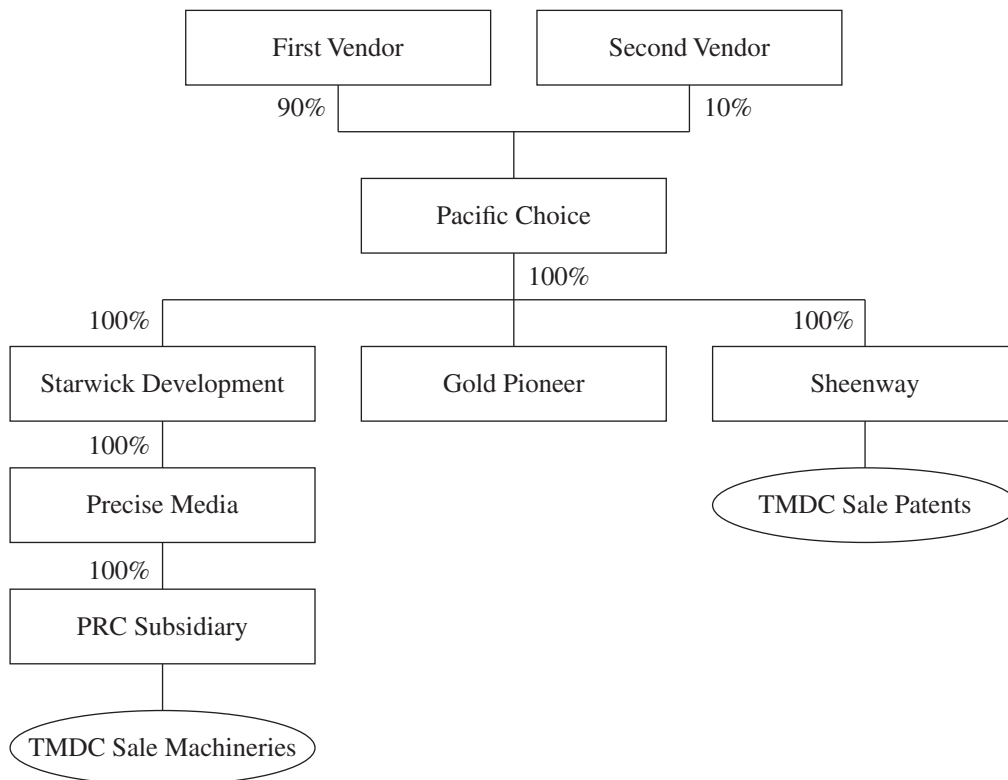 First Vendor
Second Vendor
90%
10%
Pacific Choice
100%
100%
100%
Starwick Development
Gold Pioneer
Sheenway
100%
Precise Media
TMDC Sale Patents
100%
PRC Subsidiary
TMDC Sale Machineries